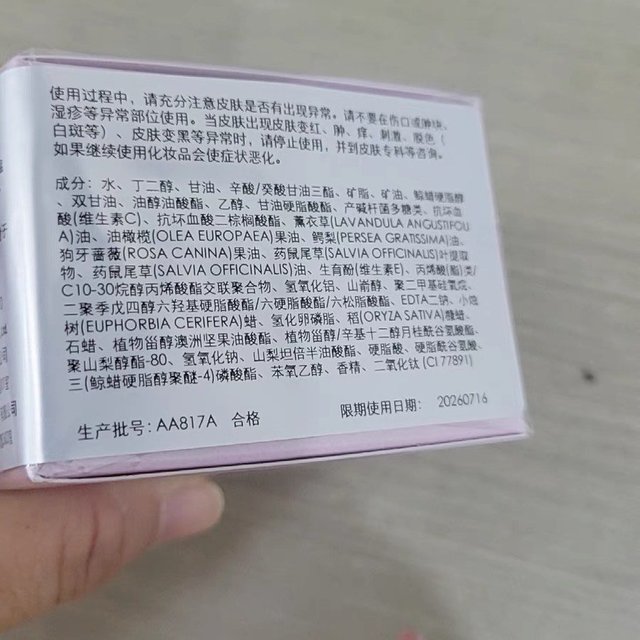 使用过程中，请充分注意皮肤是否有出现异常。请不要在伤口或肿块、
湿疹等异常部位使用。当皮肤出现皮肤变红、肿、痒、刺激、脱色（
白斑等）、皮肤变黑等异常时，请停止使用，并到皮肤专科等咨询。
如果继续使用化妆品会使症状恶化。
成分：水、丁二醇、甘油、辛酸/癸酸甘油三酯、矿脂、矿油、鲸蜡硬脂醇
、双甘油、油醇油酸酯、乙醇、甘油硬脂酸酯、产碱杆菌多糖类、抗坏血
酸(维生素C)、抗坏血酸二棕榈酸酯、薰衣草(LAVANDULA ANGUSTIFOLI
A)油、油橄榄(OLEA EUROPAEA)果油、鳄梨(PERSEA GRATISSIMA)油、
狗牙蔷薇(ROSA CANINA)果油、药鼠尾草(SALVIA OFFICINALIS)叶提取
物、药鼠尾草(SALVIA OFFICINALIS)油、生育酚(维生素E)、丙烯酸(酯)类/
C10-30烷醇丙烯酸酯交联聚合物、氢氧化铝、山嵛醇、聚二甲基硅氧烷、
二聚季戊四醇六羟基硬脂酸酯/六硬脂酸酯/六松脂酸酯、EDTA二钠、小烛
树(EUPHORBIA CERIFERA)蜡、氢化卵磷脂、稻(ORYZA SATIVA)糠蜡、
石蜡、植物甾醇澳洲坚果油酸酯、植物甾醇/辛基十二醇月桂酰谷氨酸酯、
聚山梨醇酯-80、氢氧化钠、山梨坦倍半油酸酯、硬脂酸、硬脂酰谷氨酸、
三(鲸蜡硬脂醇聚醚-4)磷酸酯、苯氧乙醇、香精、二氧化钛 (CI 77891)
生产批号：AA817A 合格
限期使用日期： 20260716